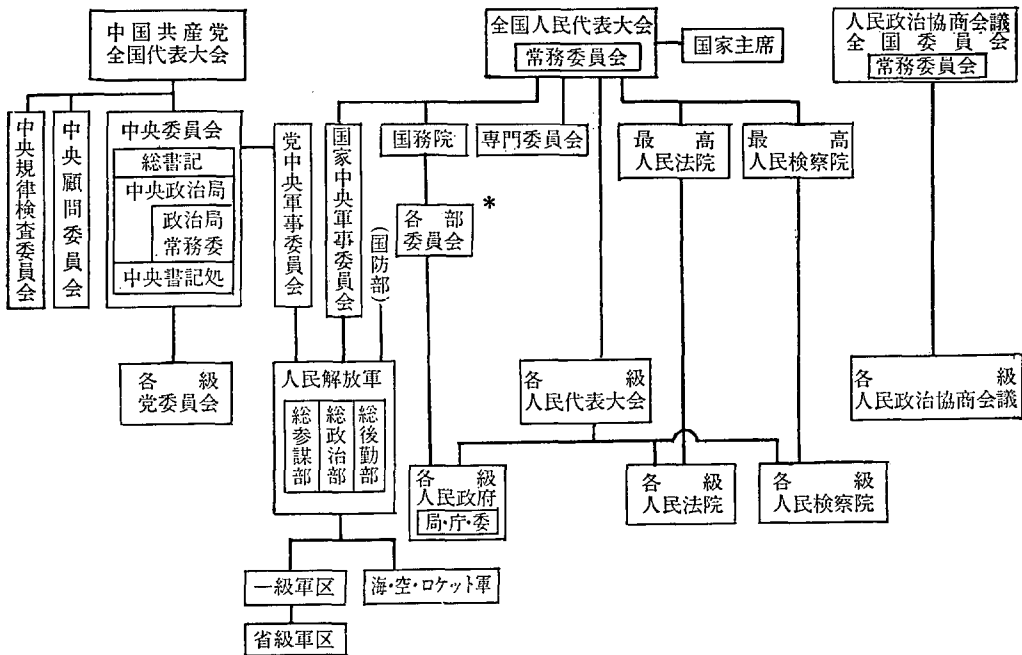 中国共産党
全国代表大会
全国人民代表大会
常務委員会
国家主席
人民政治協商会議
全国委員会
常務委員会
中央規律検査委員会
中央顧問委員会
中央委員会
総書記
中央政治局
政治局
常務委
中央書記処
党中央軍事委員会
国家中央軍事委員会
(国防部)
国務院
専門委員会
最高
人民法院
最高
人民検察院
各部
委員会
*
各級
党委員会
人民解放軍
総参謀部
総政治部
総後勤部
各級
人民代表大会
各級
人民政治協商会議
各級
人民政府
局・庁・委
各級
人民法院
各級
人民検察院
一級軍区
海・空・ロケット軍
省級軍区